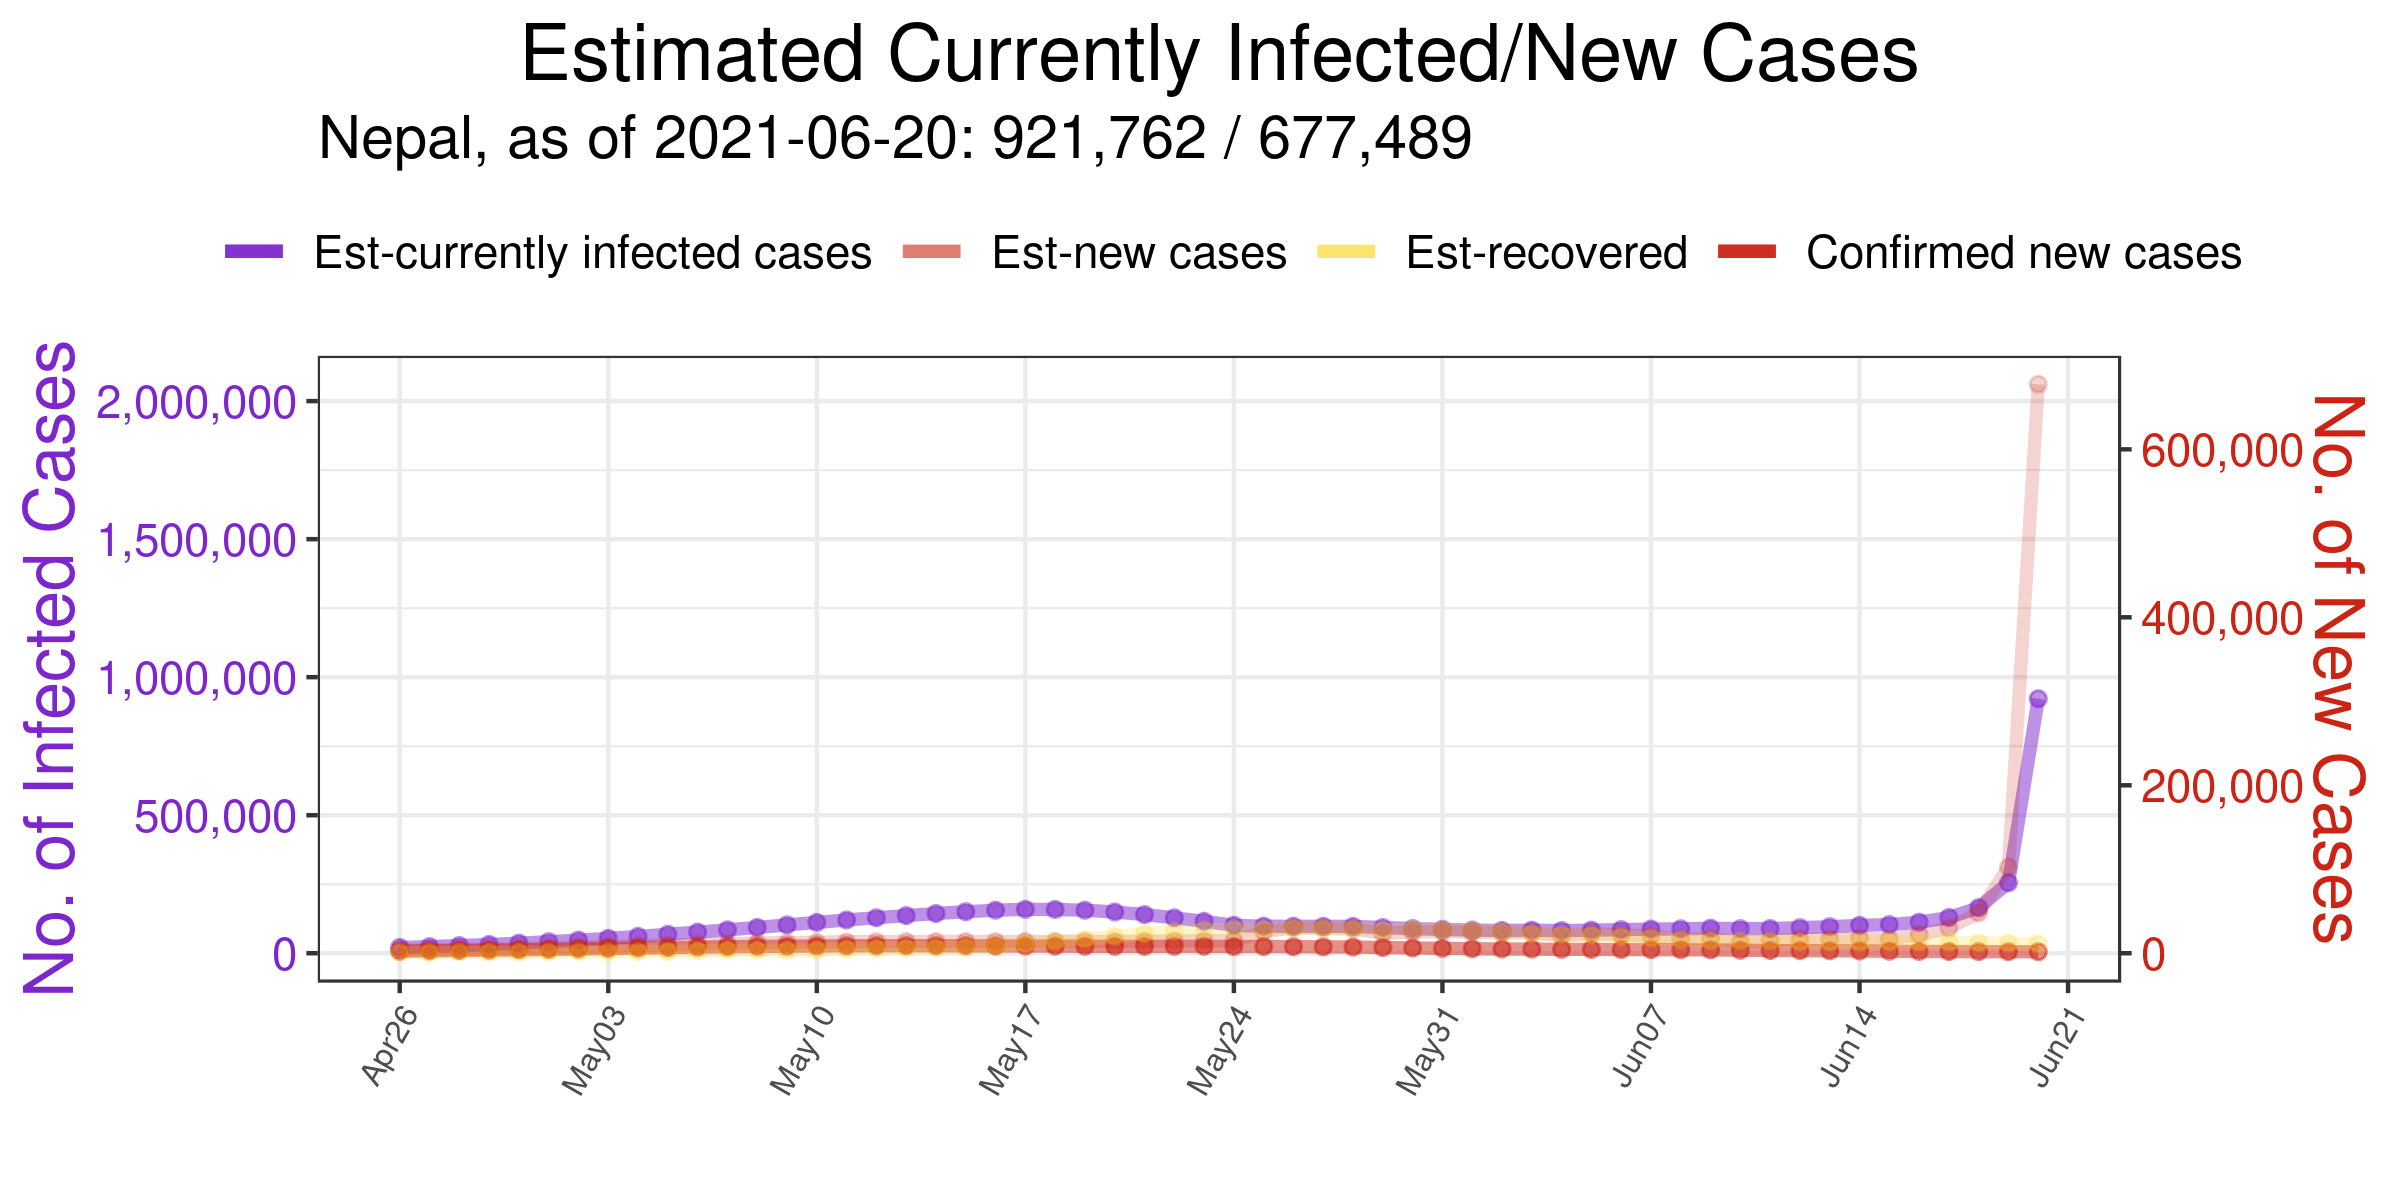 Estimated Currently Infected/New Cases
Nepal, as of 2021-06-20: 921,762 / 677,489
Est-currently infected cases Est-new cases Est-recovered Confirmed new cases
No. of Infected Cases
2,000,000
1,500,000
1,000,000
500,000
0
600,000
400,000
200,000
0
No. of New Cases
Apr26 May03 May10 May17 May24 May31 Jun07 Jun14 Jun21